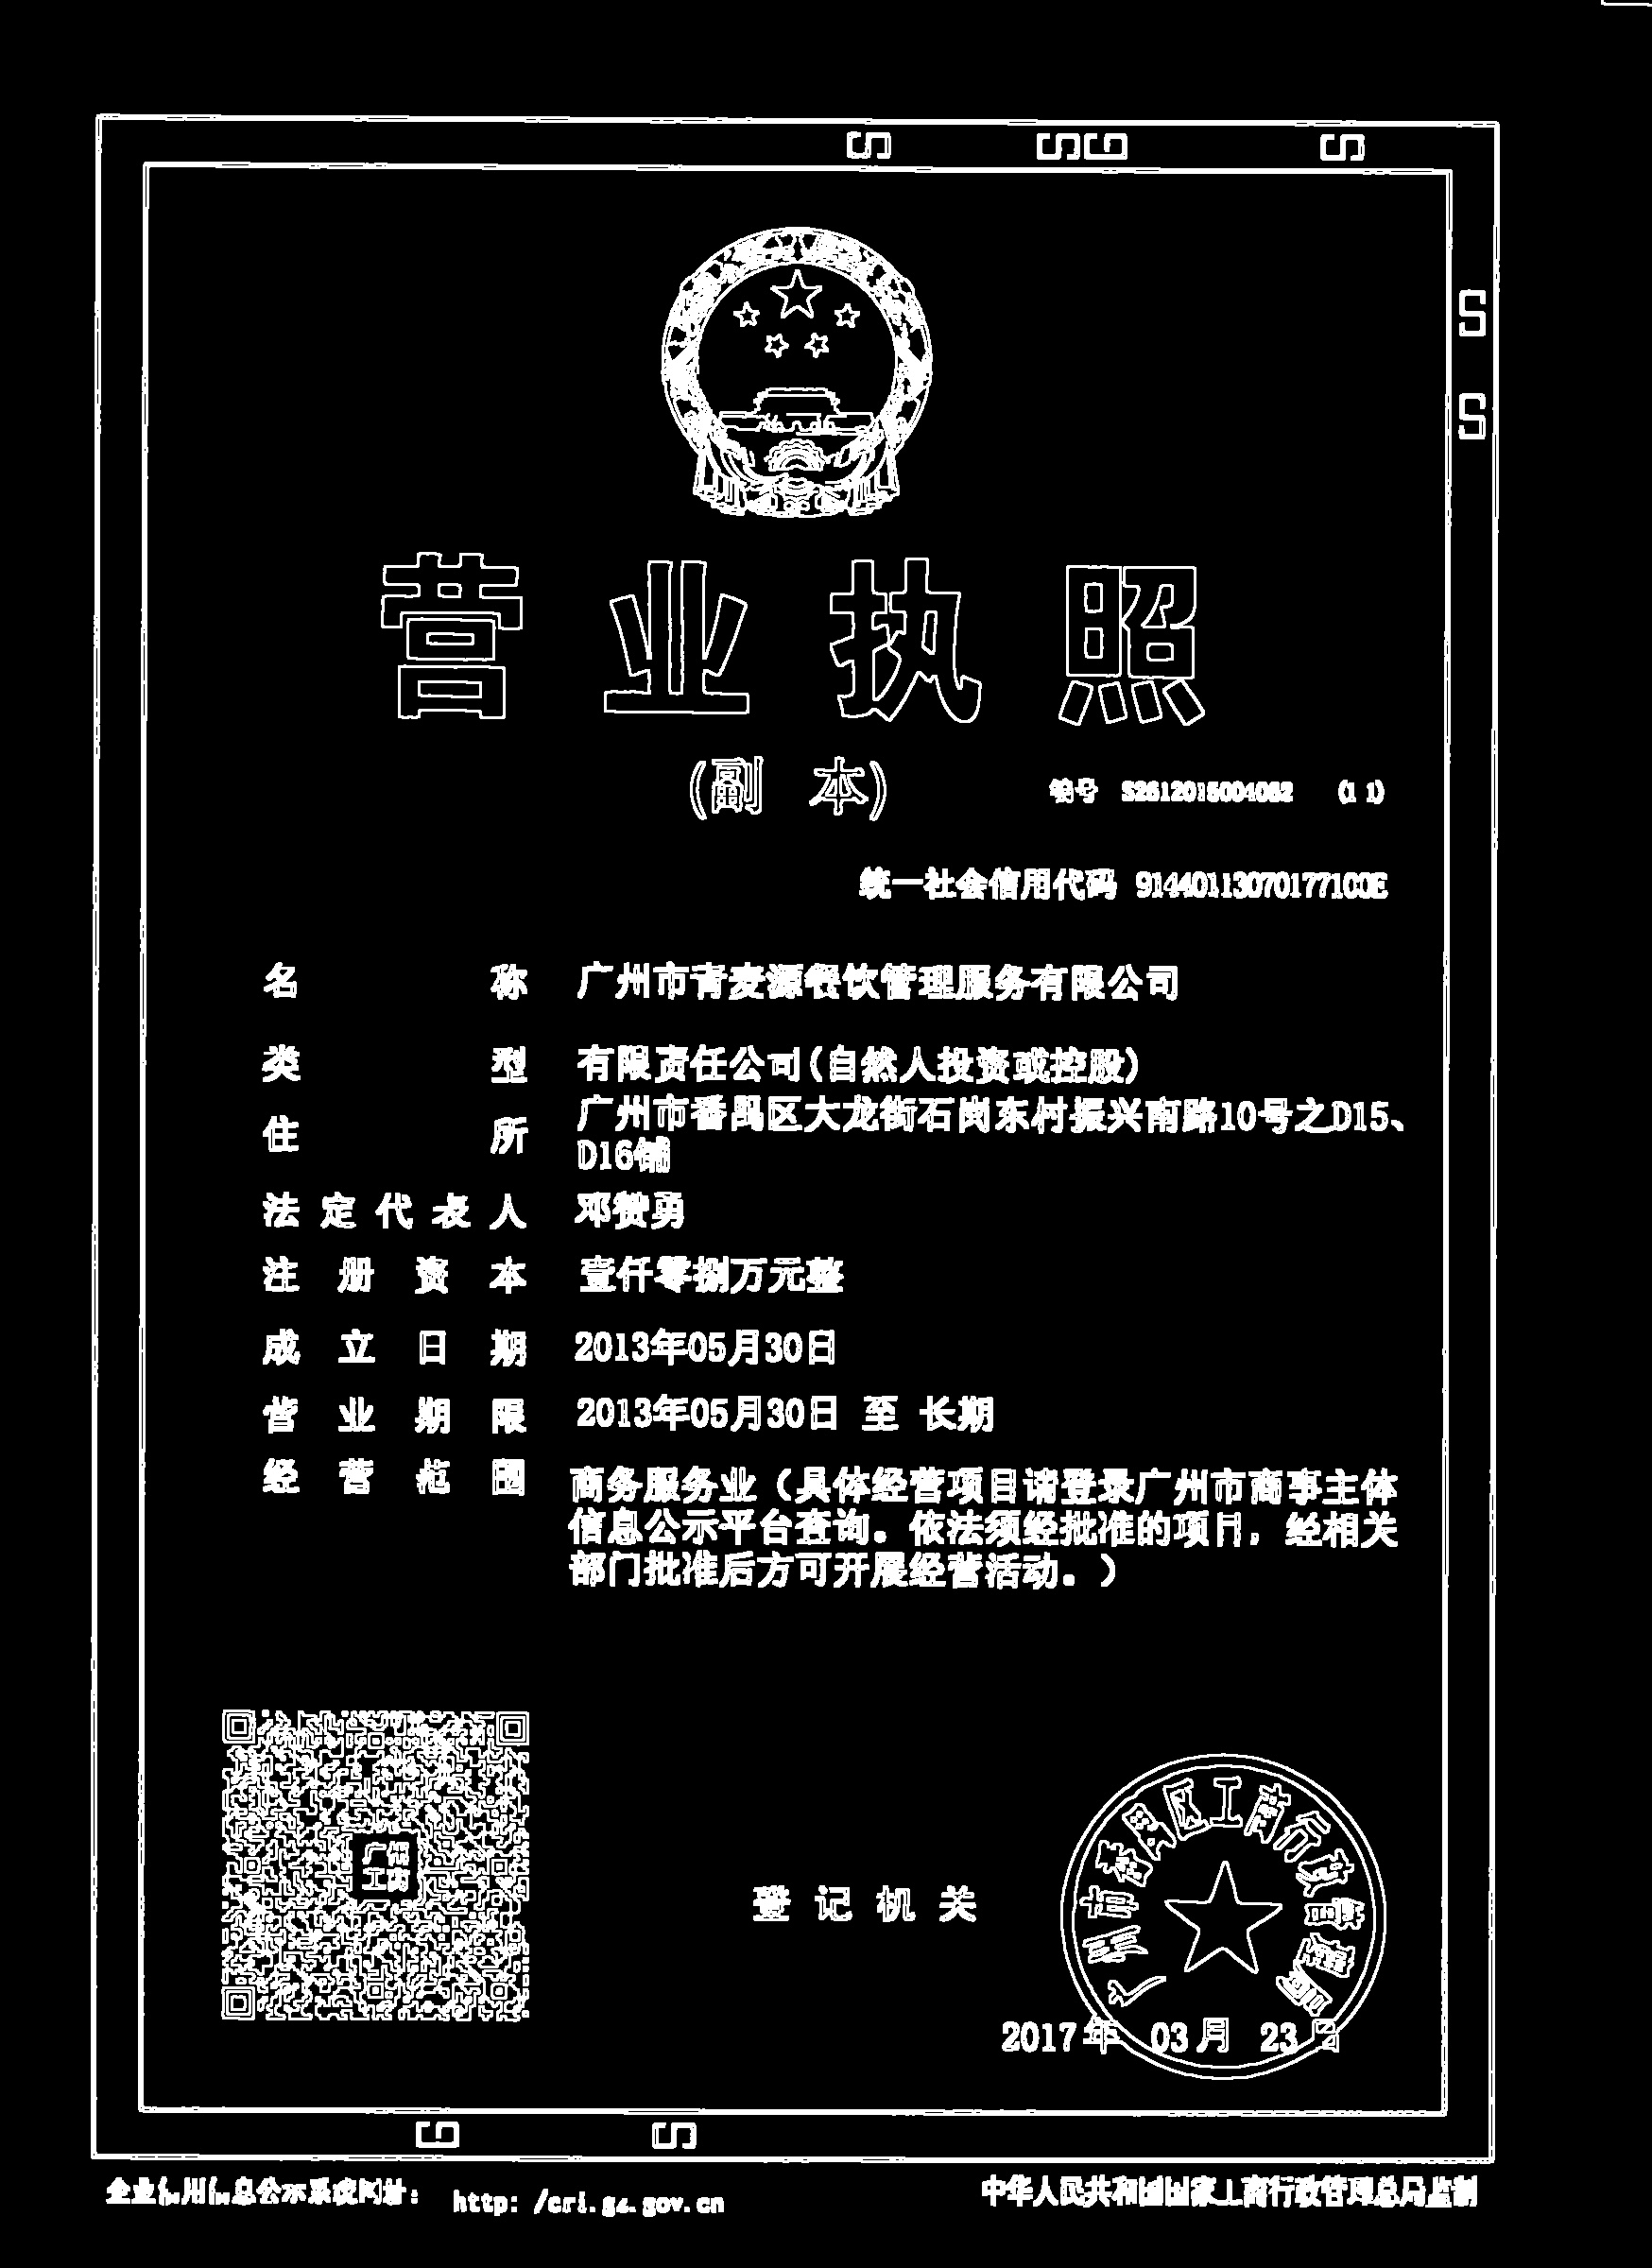 营业执照
(副 本)
编号 S2612015004062 (1 1)
统一社会信用代码 91440113070177100E
名称 广州市青麦源餐饮管理服务有限公司
类型 有限责任公司(自然人投资或控股)
住所 广州市番禺区大龙街石岗东村振兴南路10号之D15、
D16铺
法定代表人 邓赞勇
注册资本 壹仟零捌万元整
成立日期 2013年05月30日
营业期限 2013年05月30日 至 长期
经营范围 商务服务业（具体经营项目请登录广州市商事主体
信息公示平台查询。依法须经批准的项目，经相关
部门批准后方可开展经营活动。）
广州
工商
登记机关
广州市番禺区工商行政管理局
2017年 03月 23日
企业信用信息公示系统网址： http: /cri.gz.gov.cn
中华人民共和国国家工商行政管理总局监制